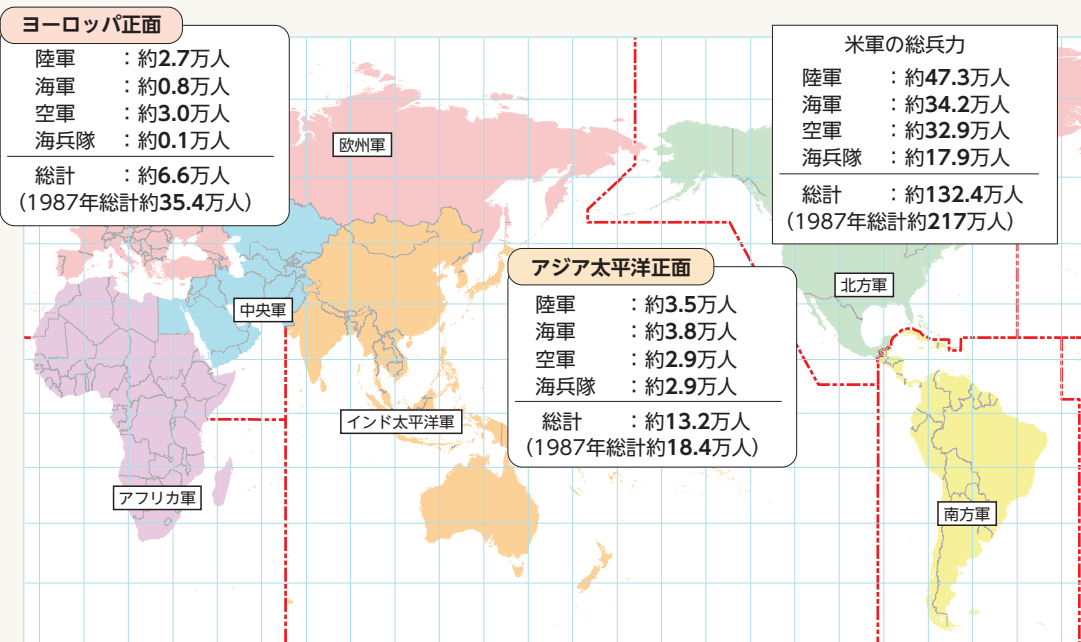 ヨーロッパ正面
陸軍 ：約2.7万人
海軍 ：約0.8万人
空軍 ：約3.0万人
海兵隊 ：約0.1万人
総計 ：約6.6万人
（1987年総計約35.4万人）
米軍の総兵力
陸軍 ：約47.3万人
海軍 ：約34.2万人
空軍 ：約32.9万人
海兵隊 ：約17.9万人
総計 ：約132.4万人
（1987年総計約217万人）
欧州軍
アジア太平洋正面
陸軍 ：約3.5万人
海軍 ：約3.8万人
空軍 ：約2.9万人
海兵隊 ：約2.9万人
総計 ：約13.2万人
（1987年総計約18.4万人）
北方軍
中央軍
インド太平洋軍
アフリカ軍
南方軍